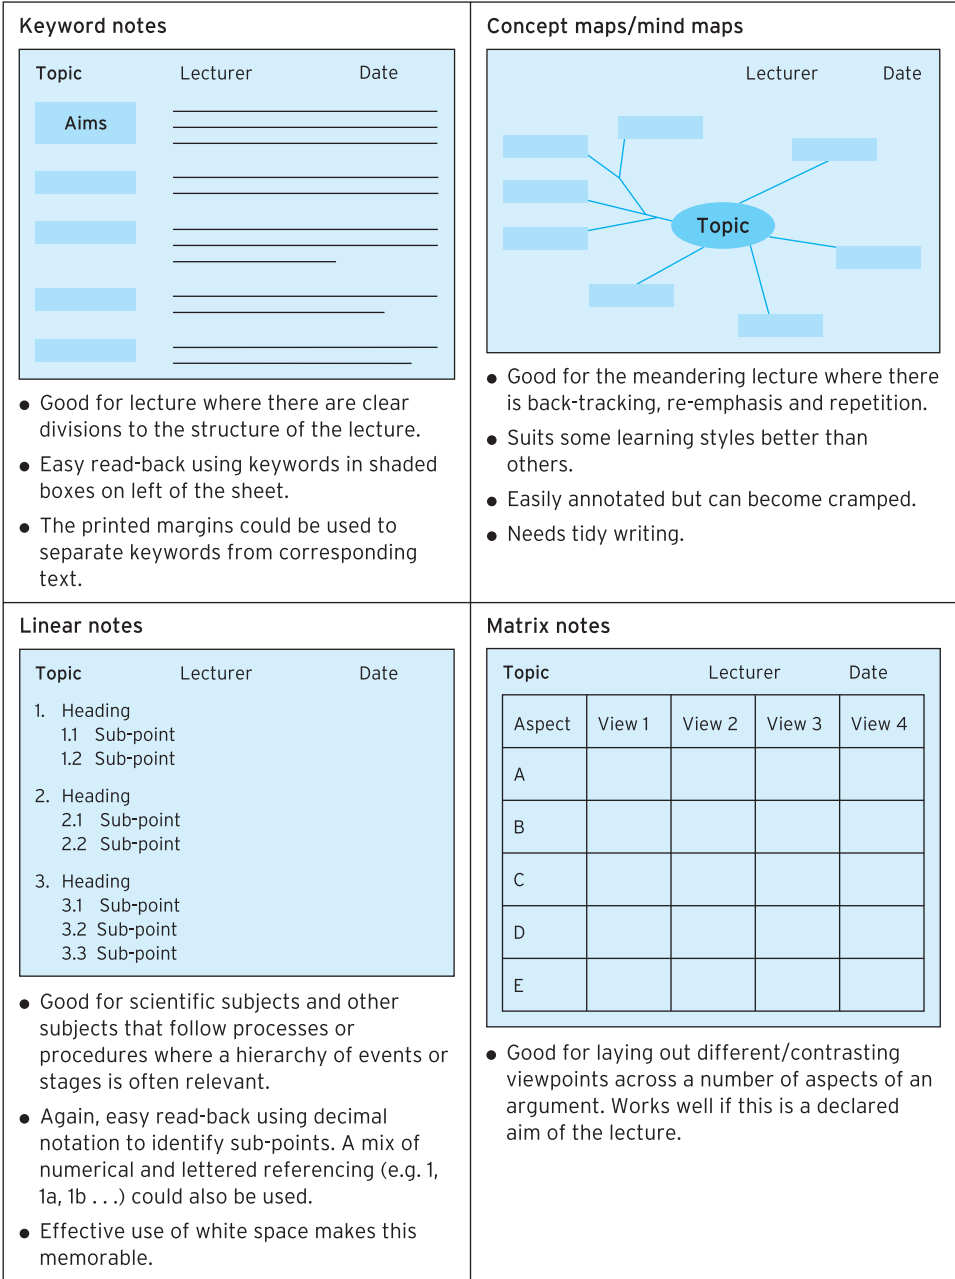 Keyword notes
Topic Lecturer Date
Aims
● Good for lecture where there are clear
divisions to the structure of the lecture.
● Easy read-back using keywords in shaded
boxes on left of the sheet.
● The printed margins could be used to
separate keywords from corresponding
text.
Concept maps/mind maps
Lecturer Date
Topic
● Good for the meandering lecture where there
is back-tracking, re-emphasis and repetition.
● Suits some learning styles better than
others.
● Easily annotated but can become cramped.
● Needs tidy writing.
Linear notes
Topic Lecturer Date
1. Heading
1.1 Sub-point
1.2 Sub-point
2. Heading
2.1 Sub-point
2.2 Sub-point
3. Heading
3.1 Sub-point
3.2 Sub-point
3.3 Sub-point
● Good for scientific subjects and other
subjects that follow processes or
procedures where a hierarchy of events or
stages is often relevant.
● Again, easy read-back using decimal
notation to identify sub-points. A mix of
numerical and lettered referencing (e.g. 1,
1a, 1b . . .) could also be used.
● Effective use of white space makes this
memorable.
Matrix notes
Topic Lecturer Date
Aspect View 1 View 2 View 3 View 4
A
B
C
D
E
● Good for laying out different/contrasting
viewpoints across a number of aspects of an
argument. Works well if this is a declared
aim of the lecture.